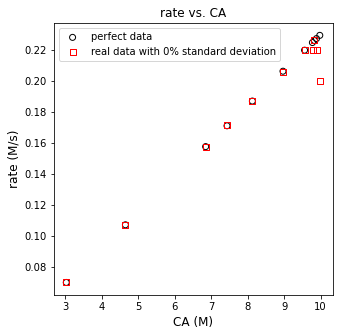 rate vs. CA
perfect data
real data with 0% standard deviation
rate (M/s)
0.22
0.20
0.18
0.16
0.14
0.12
0.10
0.08
3 4 5 6 7 8 9 10
CA (M)